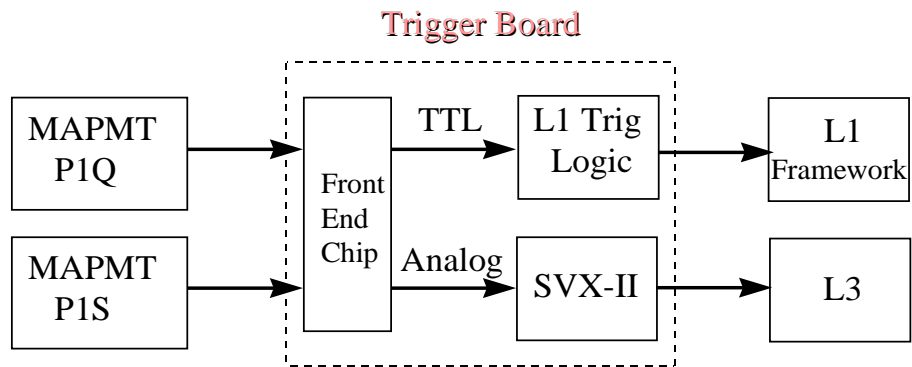 Trigger Board
MAPMT
P1Q
MAPMT
P1S
Front
End
Chip
TTL
Analog
L1 Trig
Logic
SVX-II
L1
Framework
L3